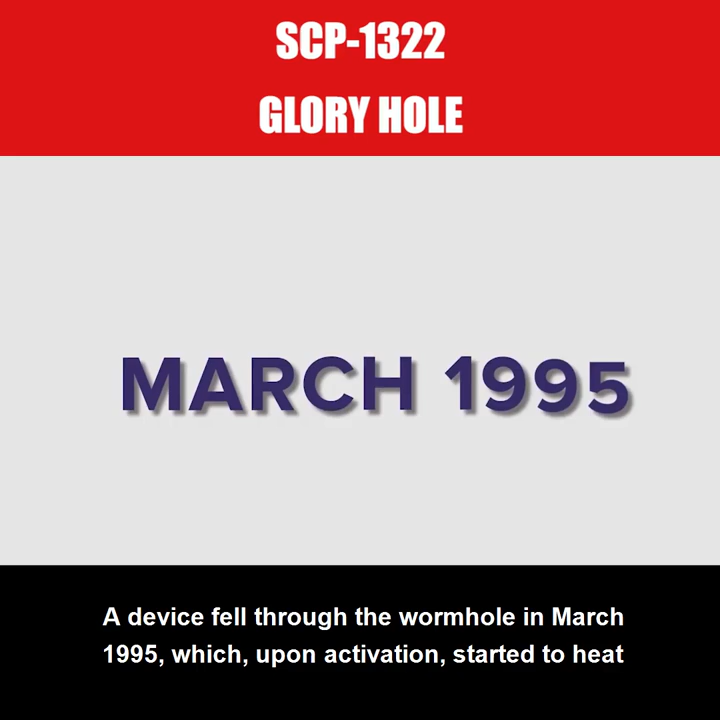 SCP-1322
GLORY HOLE
MARCH 1995
A device fell through the wormhole in March
1995, which, upon activation, started to heat